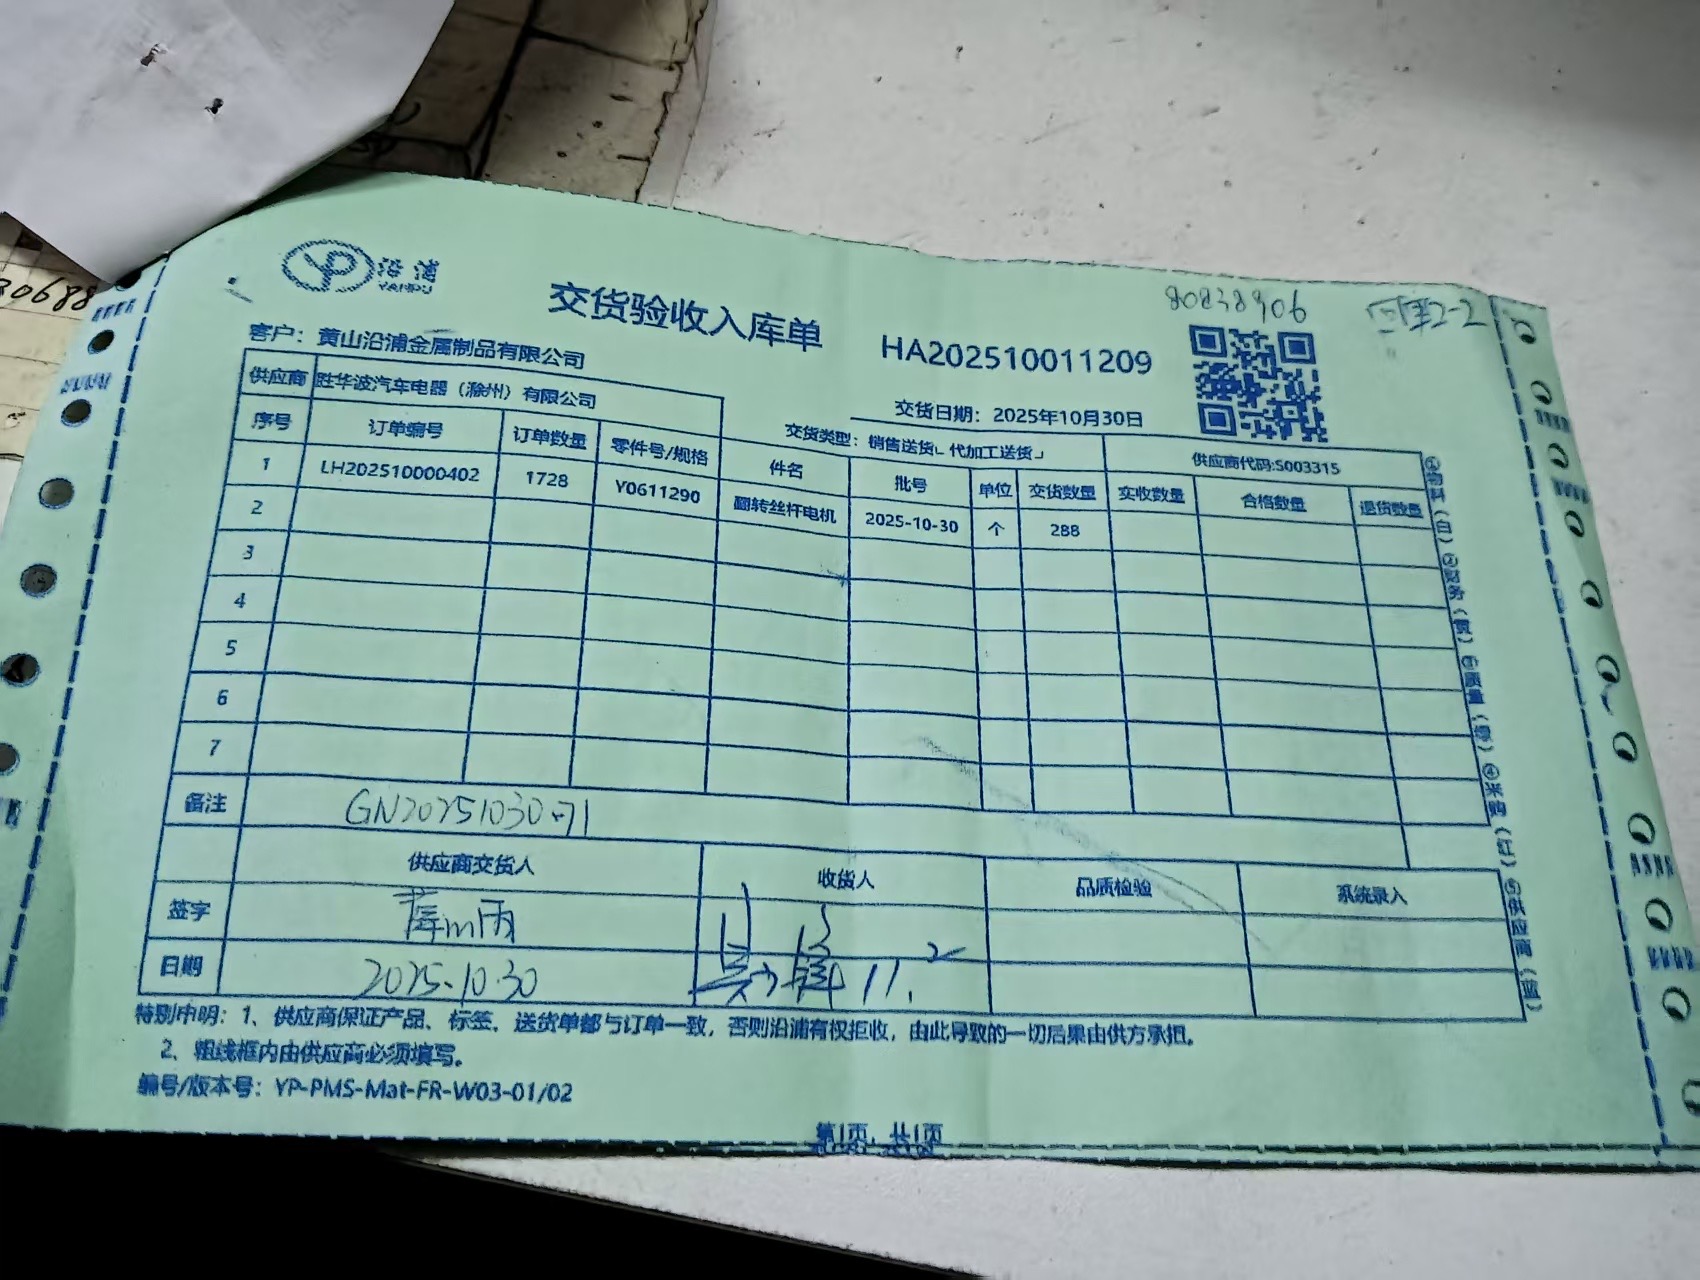 30688
沿浦
YANPU
交货验收入库单
80838906
回单2-2
HA202510011209
客户：黄山沿浦金属制品有限公司
交货日期：2025年10月30日
供应商 胜华波汽车电器（滁州）有限公司
交货类型：销售送货 代加工送货
供应商代码:S003315
序号 订单编号 订单数量 零件号/规格 件名 批号 单位 交货数量 实收数量 合格数量 退货数量
1 LH202510000402 1728 Y0611290 翻转丝杆电机 2025-10-30 个 288
2
3
4
5
6
7
备注 GN20251030-71
供应商交货人 收货人 品质检验 系统录入
签字
日期 2025.10.30 11.2
特别申明：1、供应商保证产品、标签、送货单都与订单一致，否则沿浦有权拒收，由此导致的一切后果由供方承担。
2、粗线框内由供应商必须填写。
编号/版本号：YP-PMS-Mat-FR-W03-01/02
第1页，共1页
①物料（白）②财务（黄）③质量（绿）④采购（红）⑤供应商（蓝）